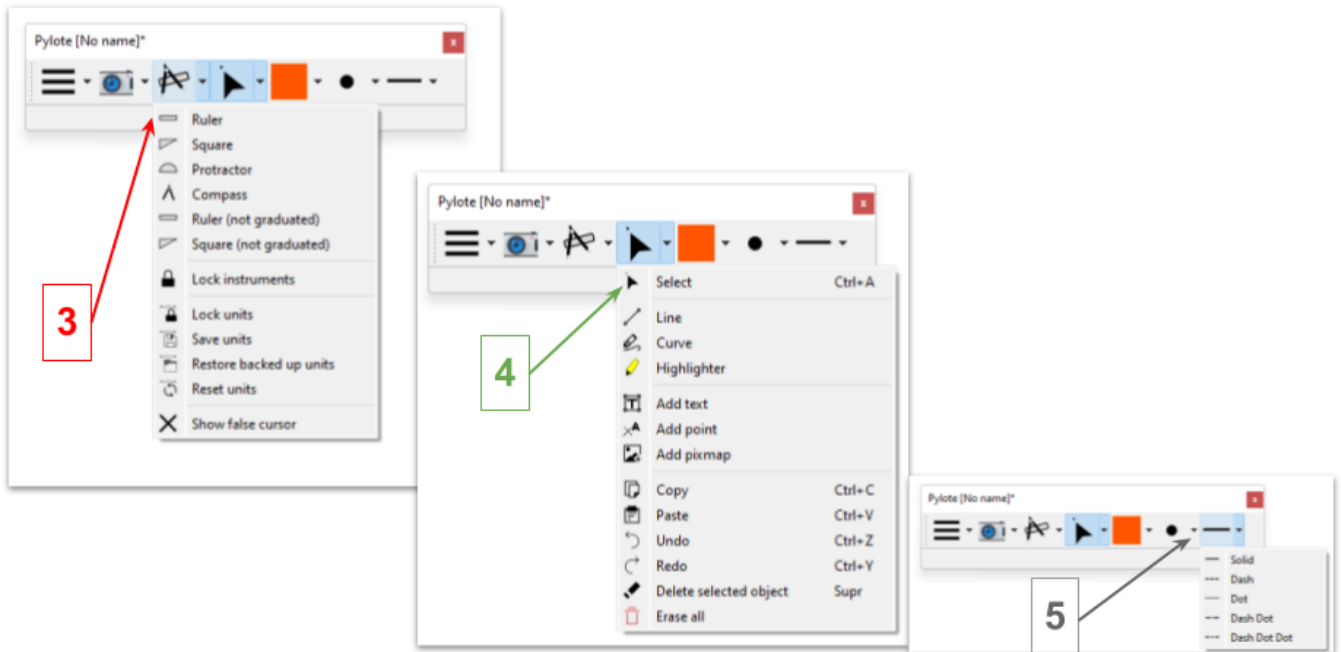 Pylote [No name]*
x
Ruler
Square
Protractor
Compass
Ruler (not graduated)
Square (not graduated)
Lock instruments
Lock units
Save units
Restore backed up units
Reset units
Show false cursor
3
Pylote [No name]*
x
Select Ctrl+A
Line
Curve
Highlighter
Add text
Add point
Add pixmap
Copy Ctrl+C
Paste Ctrl+V
Undo Ctrl+Z
Redo Ctrl+Y
Delete selected object Supr
Erase all
4
Pylote [No name]*
x
Solid
Dash
Dot
Dash Dot
Dash Dot Dot
5